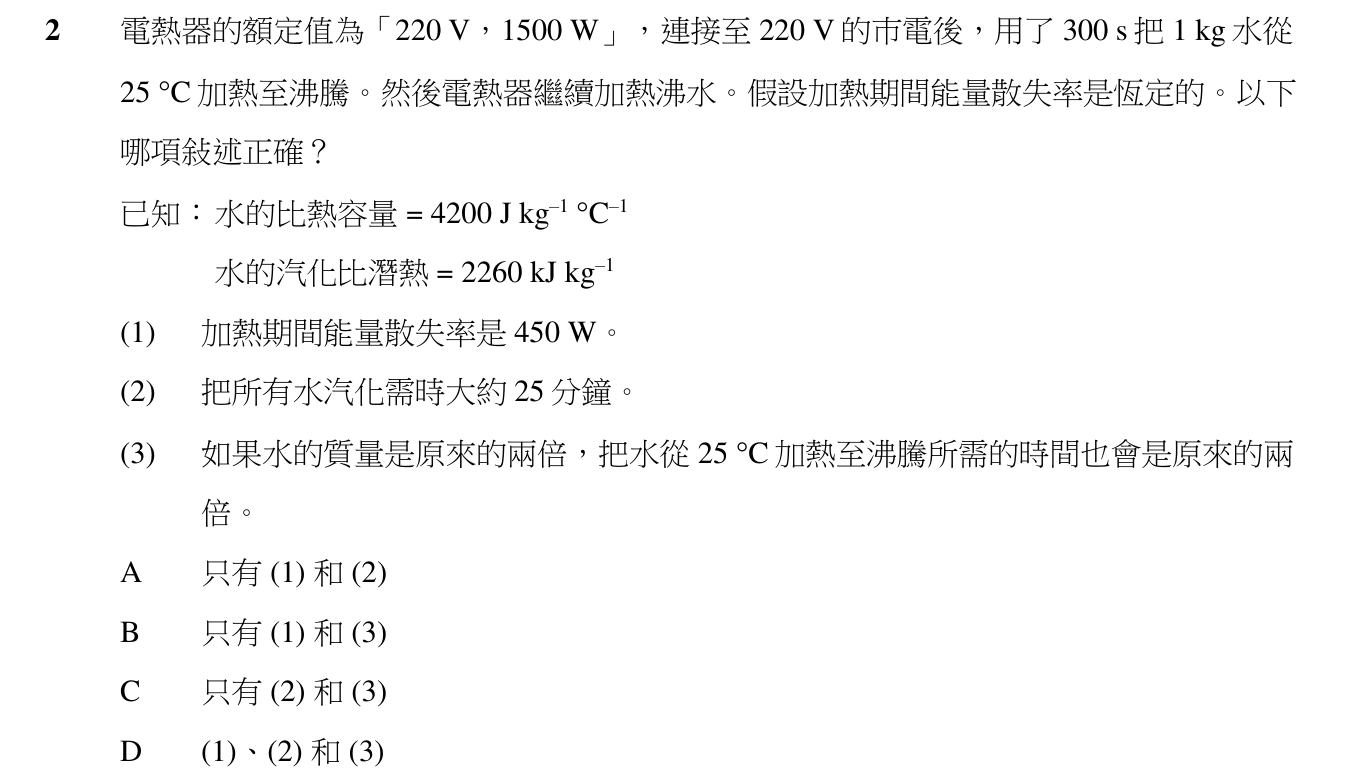 2 電熱器的額定值為「220 V，1500 W」，連接至 220 V 的市電後，用了 300 s 把 1 kg 水從
25 °C 加熱至沸騰。然後電熱器繼續加熱沸水。假設加熱期間能量散失率是恆定的。以下
哪項敍述正確？
已知：水的比熱容量 = 4200 J kg⁻¹ °C⁻¹
水的汽化比潛熱 = 2260 kJ kg⁻¹
(1) 加熱期間能量散失率是 450 W。
(2) 把所有水汽化需時大約 25 分鐘。
(3) 如果水的質量是原來的兩倍，把水從 25 °C 加熱至沸騰所需的時間也會是原來的兩
倍。
A 只有 (1) 和 (2)
B 只有 (1) 和 (3)
C 只有 (2) 和 (3)
D (1)、(2) 和 (3)